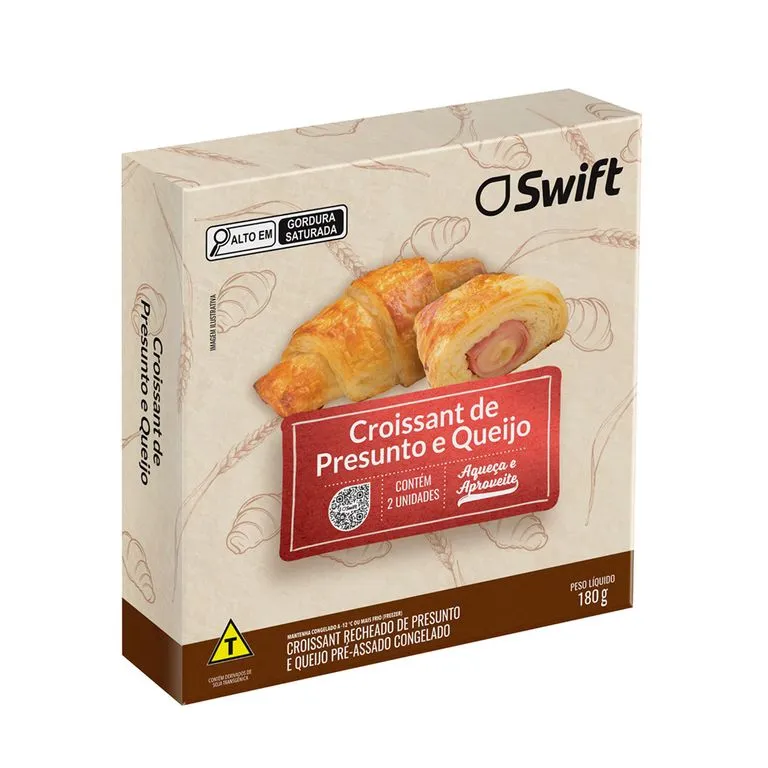 Swift
ALTO EM
GORDURA
SATURADA
IMAGEM ILUSTRATIVA
Croissant de
Presunto e Queijo
Croissant de
Presunto e Queijo
Swift
CONTÉM
2 UNIDADES
Aqueça e
Aproveite
PESO LÍQUIDO
180 g
MANTENHA CONGELADO A -12 °C OU MAIS FRIO (FREEZER)
CROISSANT RECHEADO DE PRESUNTO
E QUEIJO PRÉ-ASSADO CONGELADO
T
CONTÉM DERIVADOS DE
SOJA TRANSGÊNICA